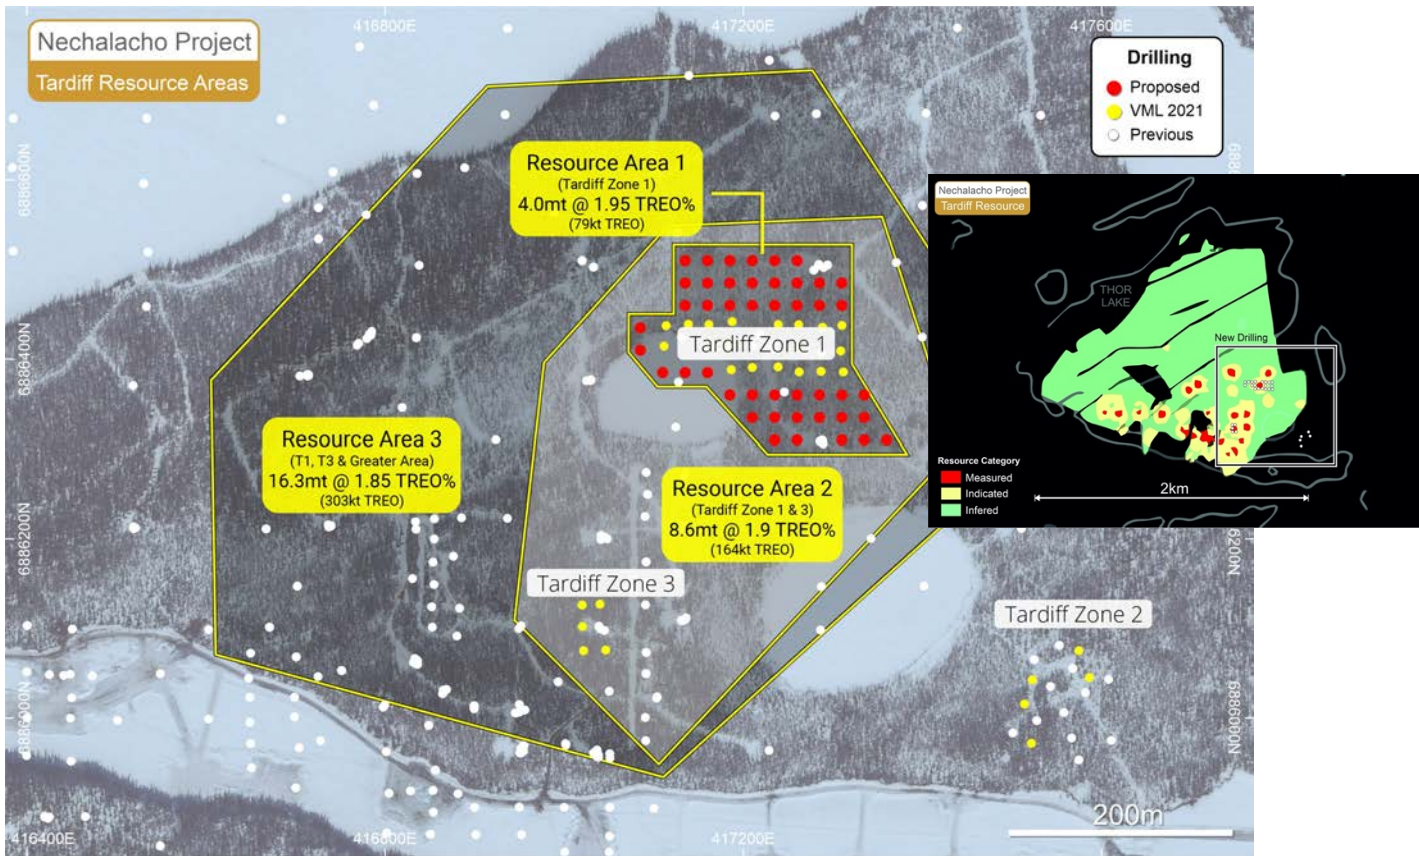 416800E
417200E
417600E
Nechalacho Project
Tardiff Resource Areas
Drilling
Proposed
VML 2021
Previous
6886600N
688
Resource Area 1
(Tardiff Zone 1)
4.0mt @ 1.95 TREO%
(79kt TREO)
Nechalacho Project
Tardiff Resource
THOR
LAKE
New Drilling
6886400N
Tardiff Zone 1
Resource Area 3
(T1, T3 & Greater Area)
16.3mt @ 1.85 TREO%
(303kt TREO)
Resource Area 2
(Tardiff Zone 1 & 3)
8.6mt @ 1.9 TREO%
(164kt TREO)
Resource Category
Measured
Indicated
Infered
2km
6886200N
6200N
Tardiff Zone 3
Tardiff Zone 2
6886000N
6886000N
200m
416400E
416800E
417200E